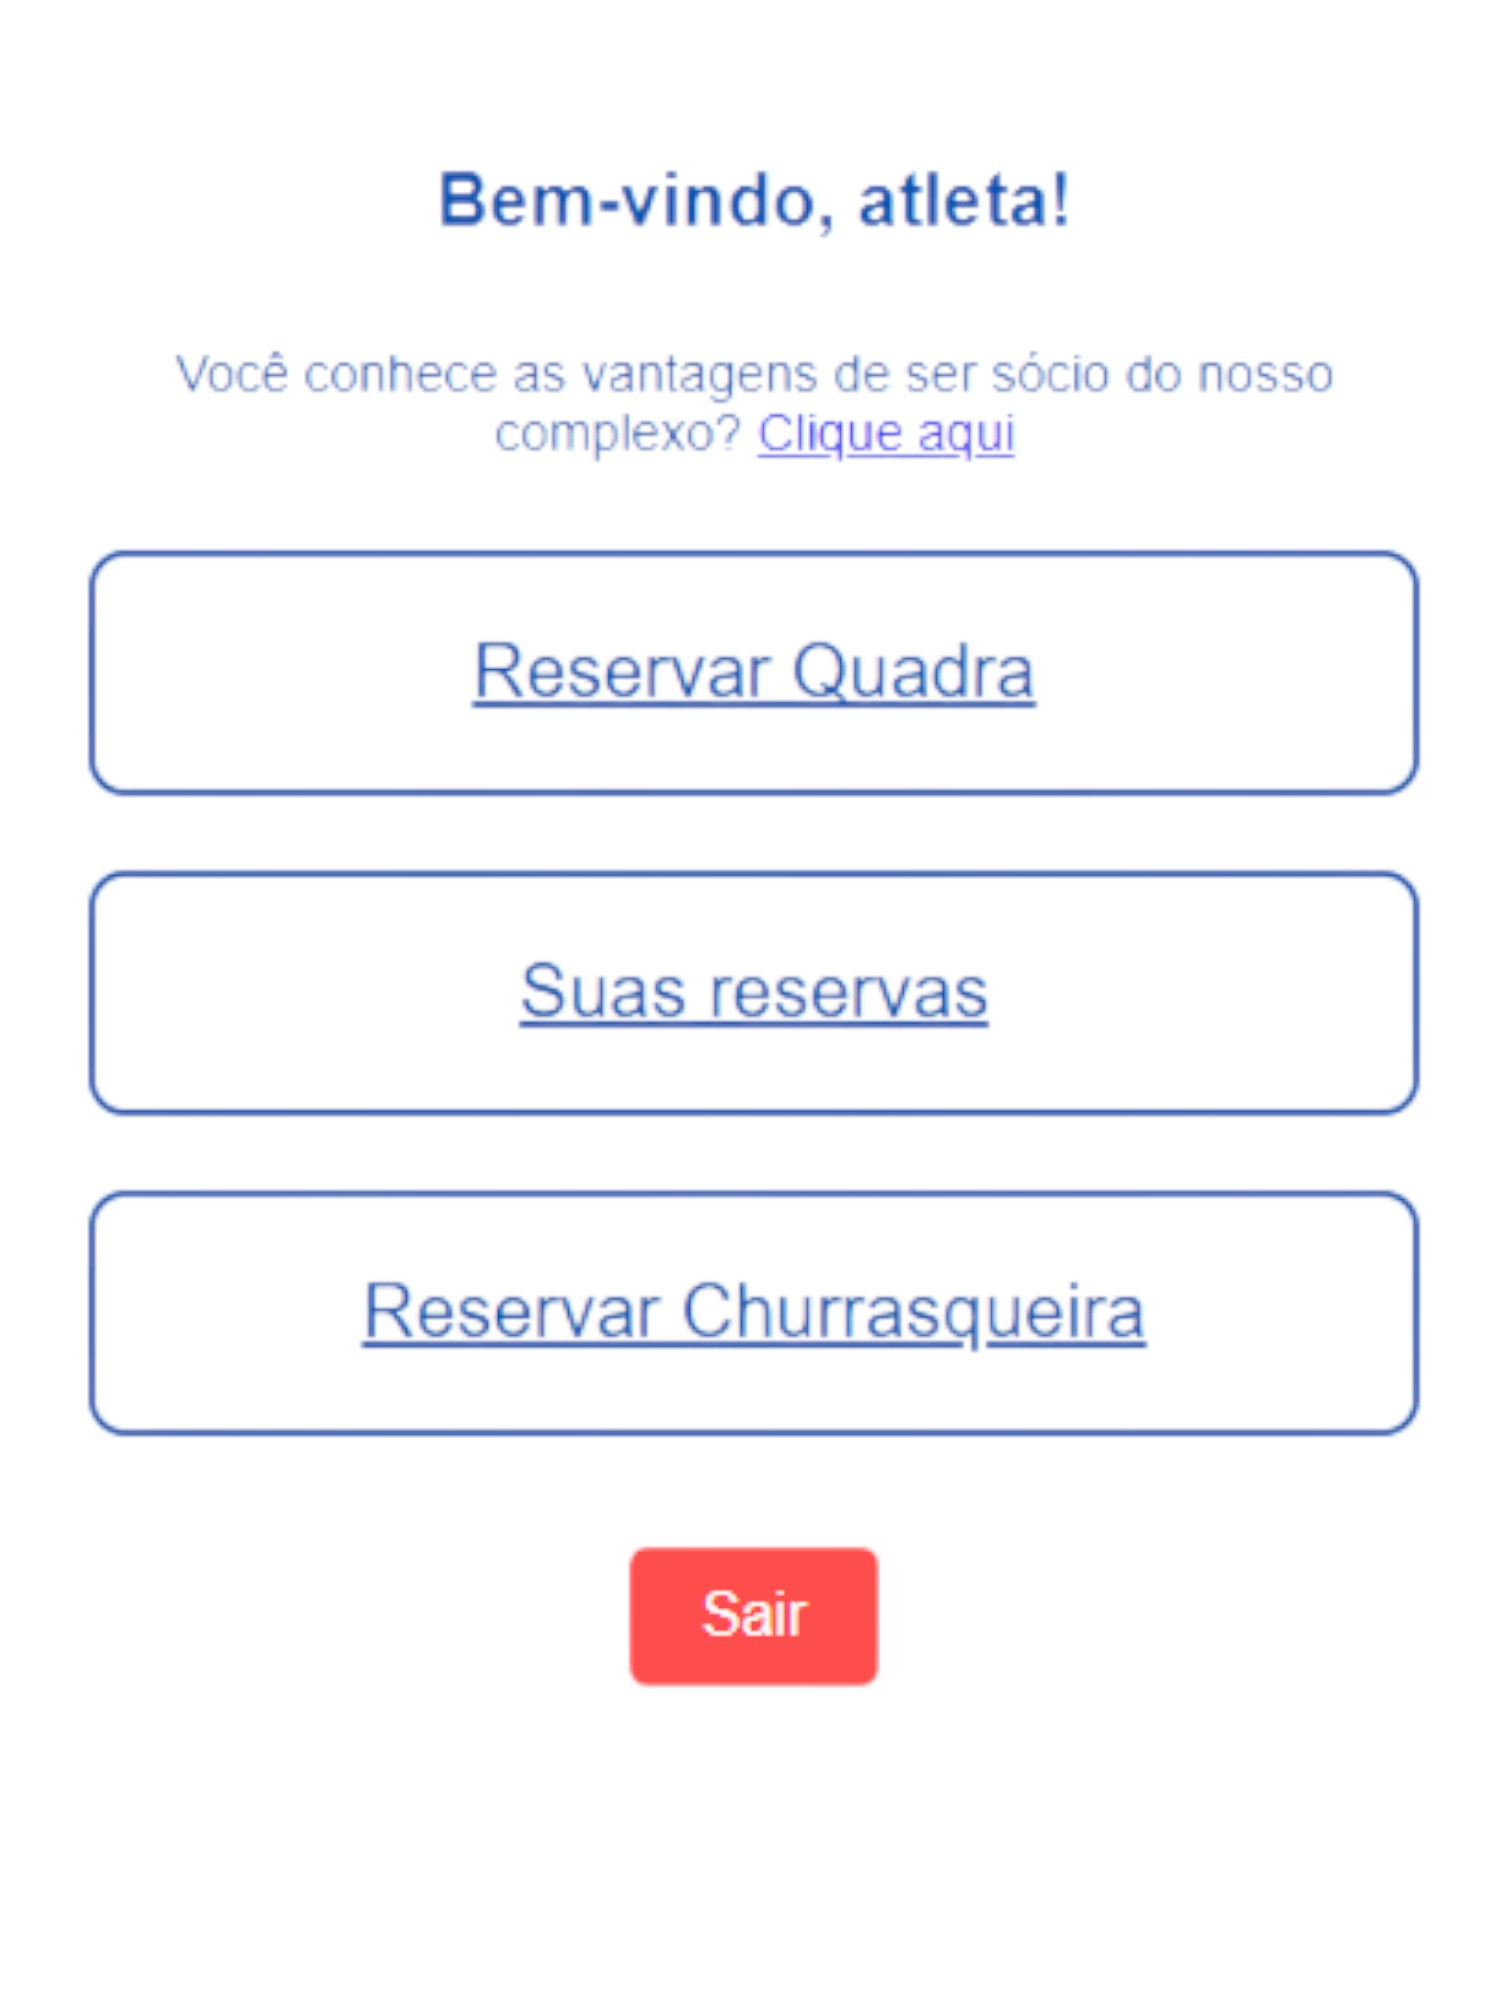 Bem-vindo, atleta!
Você conhece as vantagens de ser sócio do nosso
complexo? Clique aqui
Reservar Quadra
Suas reservas
Reservar Churrasqueira
Sair